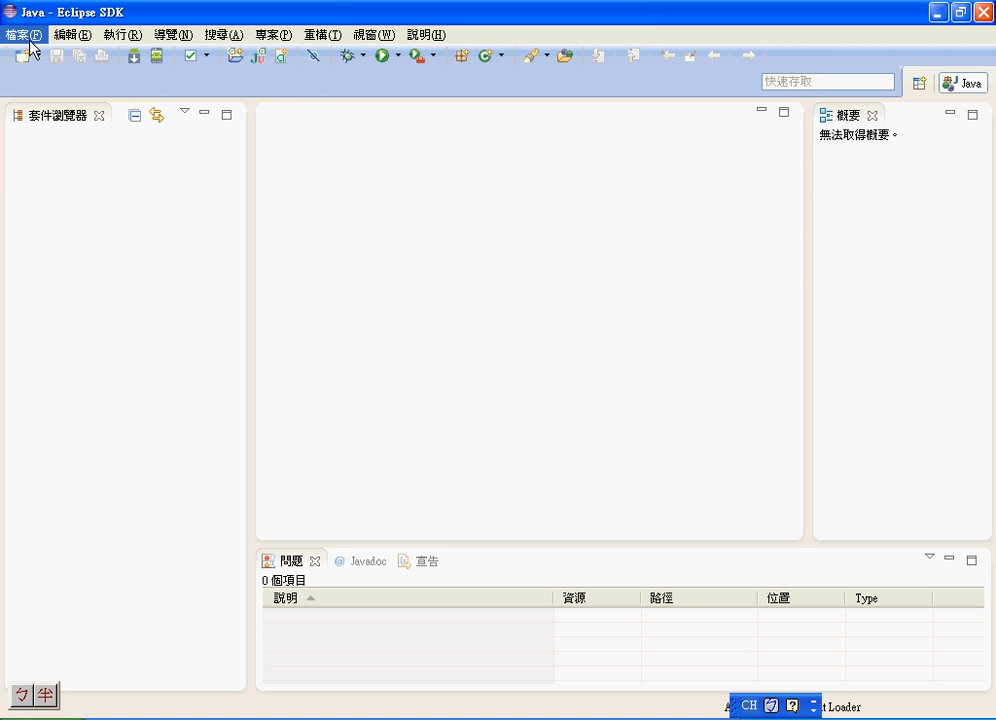 Java - Eclipse SDK
檔案(F) 編輯(E) 執行(R) 導覽(N) 搜尋(A) 專案(P) 重構(T) 視窗(W) 說明(H)
快速存取
Java
套件瀏覽器
概要
無法取得概要。
問題 @ Javadoc 宣告
0 個項目
說明 資源 路徑 位置 Type
ㄅ 半
CH
t Loader